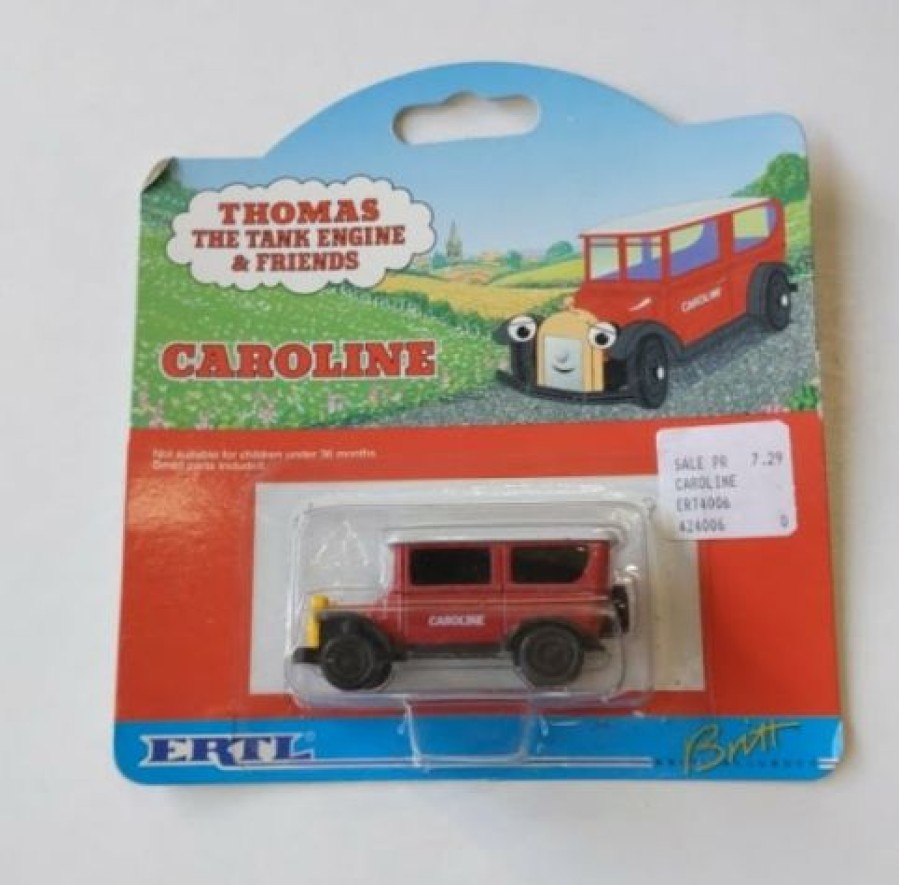 THOMAS
THE TANK ENGINE
& FRIENDS
CAROLINE
CAROLINE
Not suitable for children under 36 months.
Small parts included.
SALE PR 7.29
CAROLINE
ERT4006
424006 0
CAROLINE
ERTL®
Britt